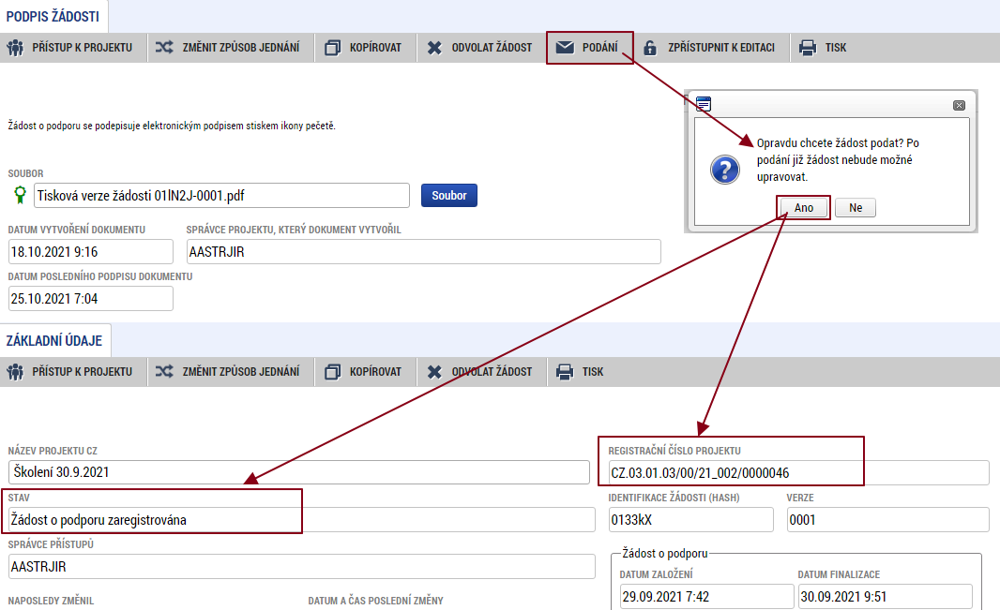 PODPIS ŽÁDOSTI
PŘÍSTUP K PROJEKTU ZMĚNIT ZPŮSOB JEDNÁNÍ KOPÍROVAT ODVOLAT ŽÁDOST PODÁNÍ ZPŘÍSTUPNIT K EDITACI TISK
Žádost o podporu se podepisuje elektronickým podpisem stiskem ikony pečetě.
Opravdu chcete žádost podat? Po
podání již žádost nebude možné
upravovat.
Ano Ne
SOUBOR
Tisková verze žádosti 01lN2J-0001.pdf Soubor
DATUM VYTVOŘENÍ DOKUMENTU SPRÁVCE PROJEKTU, KTERÝ DOKUMENT VYTVOŘIL
18.10.2021 9:16 AASTRJIR
DATUM POSLEDNÍHO PODPISU DOKUMENTU
25.10.2021 7:04
ZÁKLADNÍ ÚDAJE
PŘÍSTUP K PROJEKTU ZMĚNIT ZPŮSOB JEDNÁNÍ KOPÍROVAT ODVOLAT ŽÁDOST TISK
NÁZEV PROJEKTU CZ REGISTRAČNÍ ČÍSLO PROJEKTU
Školení 30.9.2021 CZ.03.01.03/00/21_002/0000046
STAV IDENTIFIKACE ŽÁDOSTI (HASH) VERZE
Žádost o podporu zaregistrována 0133kX 0001
SPRÁVCE PŘÍSTUPŮ Žádost o podporu
AASTRJIR DATUM ZALOŽENÍ DATUM FINALIZACE
29.09.2021 7:42 30.09.2021 9:51
NAPOSLEDY ZMĚNIL DATUM A ČAS POSLEDNÍ ZMĚNY